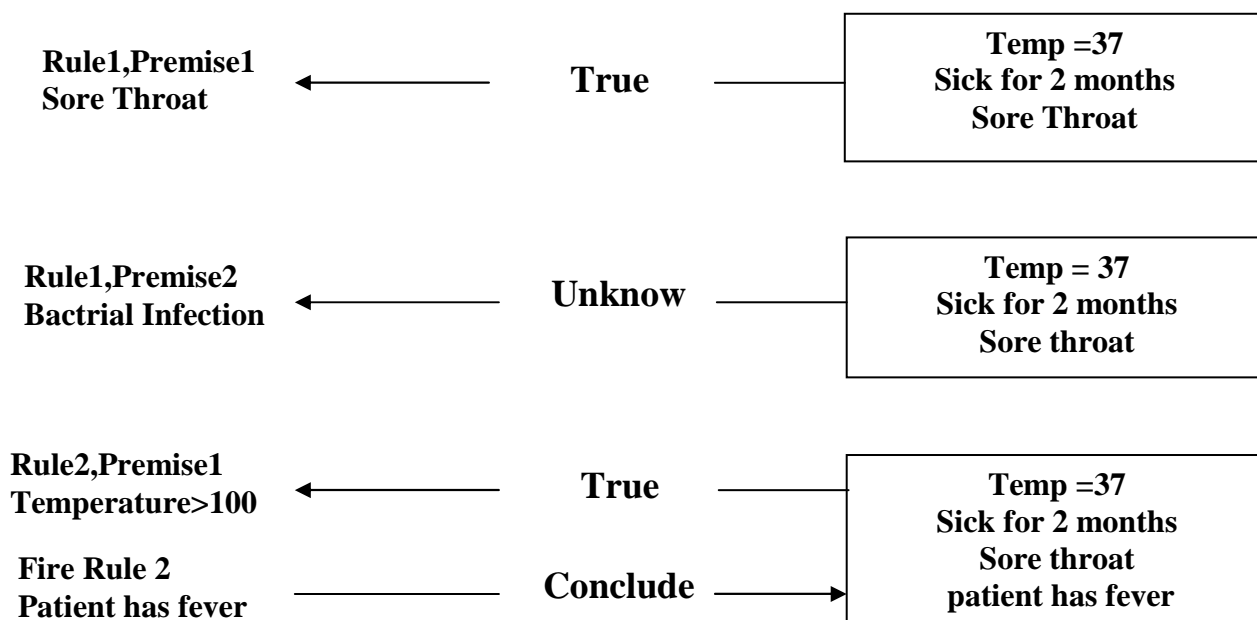 Rule1,Premise1
Sore Throat
True
Temp =37
Sick for 2 months
Sore Throat
Rule1,Premise2
Bactrial Infection
Unknow
Temp = 37
Sick for 2 months
Sore throat
Rule2,Premise1
Temperature>100
True
Fire Rule 2
Patient has fever
Conclude
Temp =37
Sick for 2 months
Sore throat
patient has fever